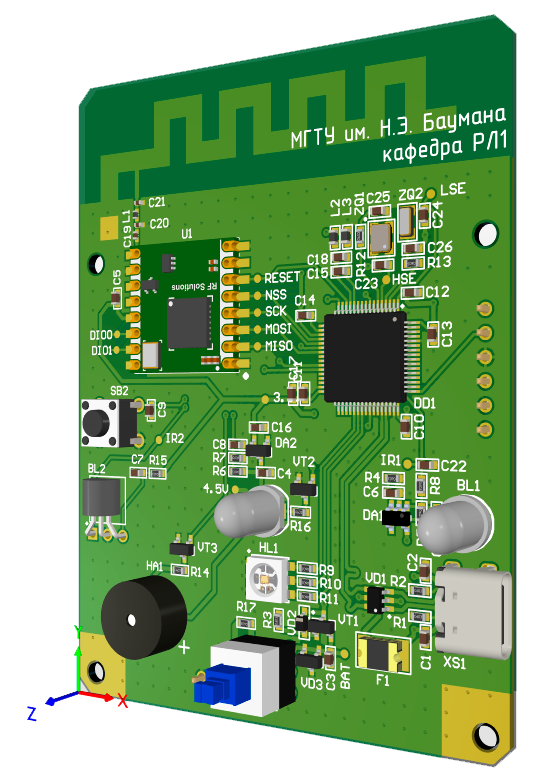 МГТУ им. Н.Э. Баумана
кафедра РЛ1
C21
L1
C20
C19
U1
RF Solutions
C5
DIO0
DIO1
RESET
NSS
SCK
MOSI
MISO
C14
L2
L3
ZQ1
C25
ZQ2
LSE
C24
C18
C15
R12
C26
R13
C23
HSE
C12
C13
DD1
C10
C17
3.
SB2
C9
IR2
C7
R15
BL2
C16
C8
DA2
R7
R6
C4
VT2
4.5V
R16
IR1
C22
R4
C6
R8
DA1
BL1
VT3
HA1
R14
HL1
R9
R10
R11
C2
VD1
R2
R1
C1
XS1
R17
R3
VD2
VT1
VD3
C3
BAT
F1
+
Y
X
Z